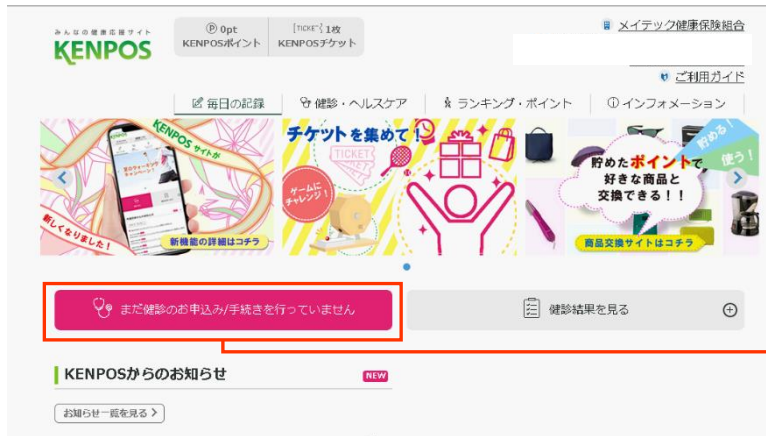 みんなの健康応援サイト
KENPOS
Ⓟ 0pt
KENPOSポイント
[TICKET] 1枚
KENPOSチケット
メイテック健康保険組合
ご利用ガイド
毎日の記録
健診・ヘルスケア
ランキング・ポイント
インフォメーション
KENPOS サイトが
新しくなりました!
新機能の詳細はコチラ
チケットを集めて!
TICKET
ゲームに
チャレンジ!
貯めたポイントで
好きな商品と
交換できる!!
貯める!
使う!
商品交換サイトはコチラ
まだ健診のお申込み/手続きを行っていません
健診結果を見る
KENPOSからのお知らせ
NEW
お知らせ一覧を見る